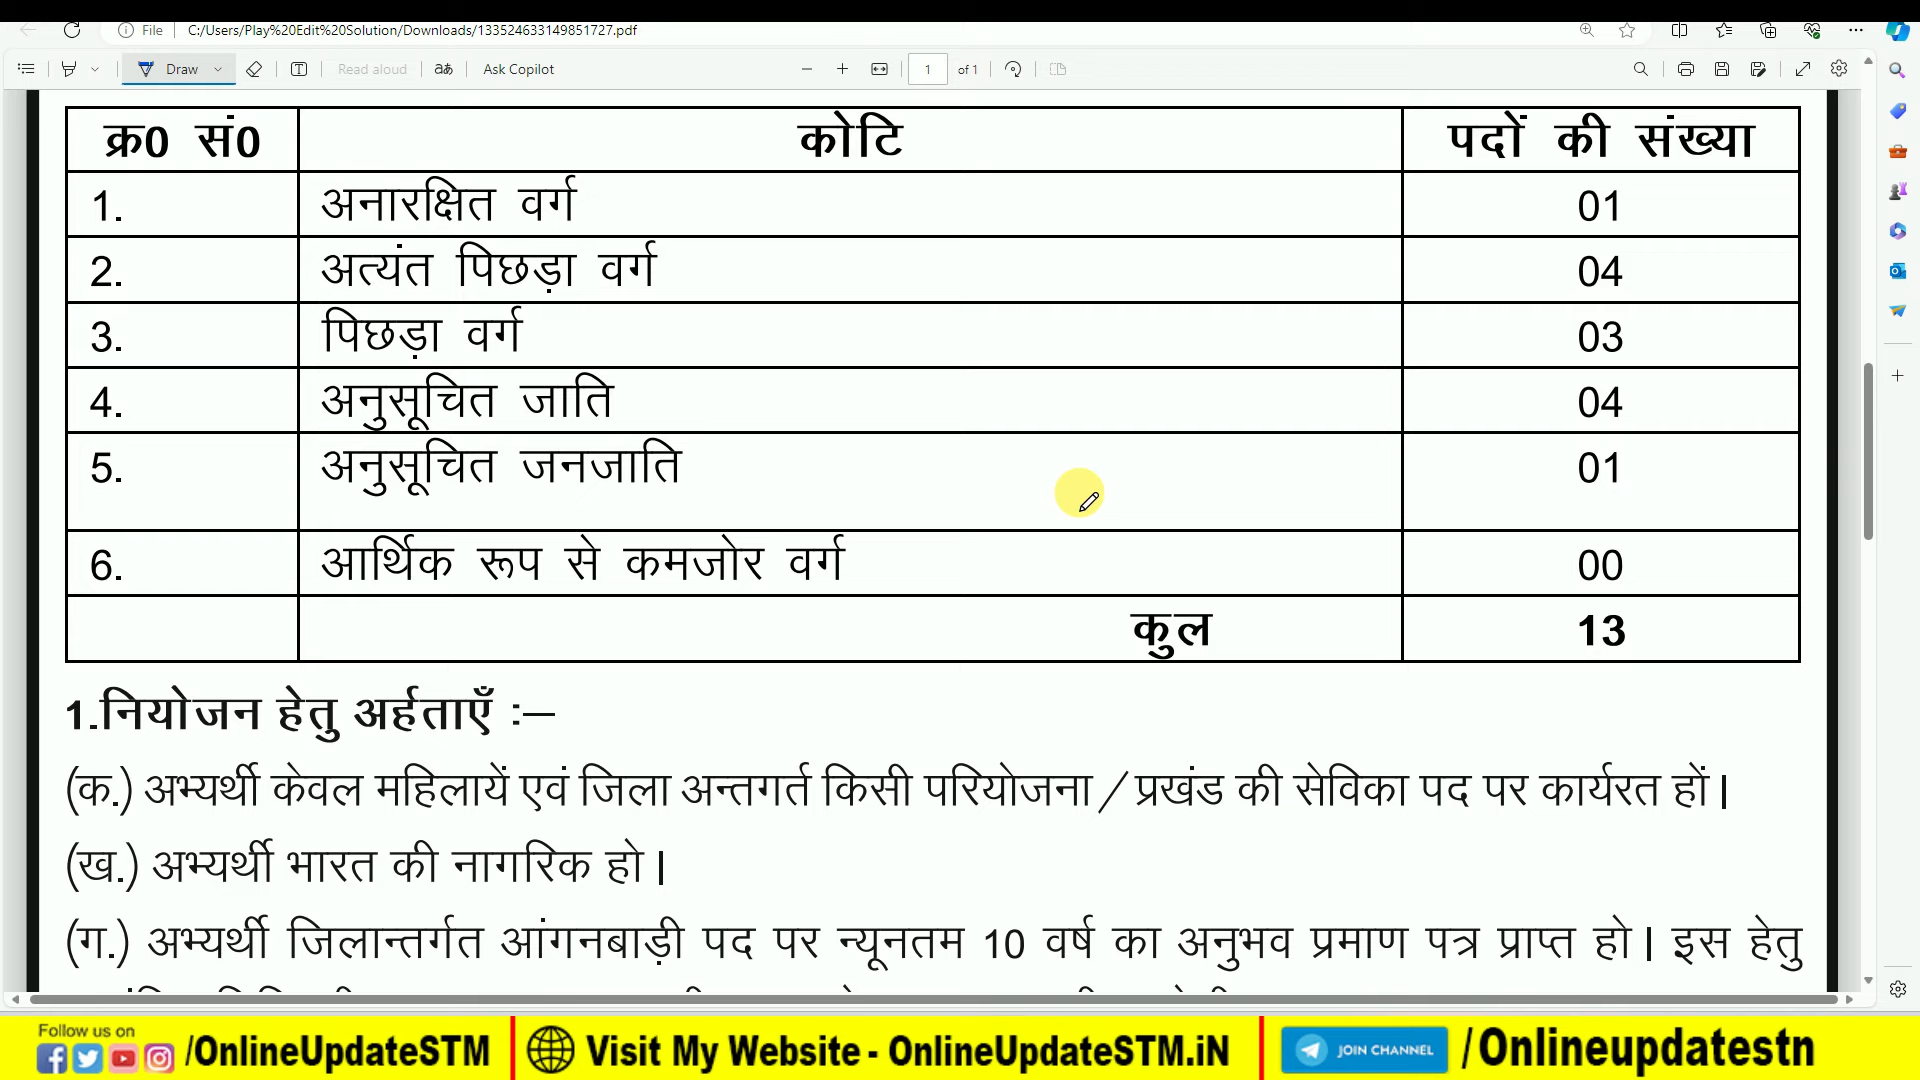 File C:/Users/Play%20Edit%20Solution/Downloads/133524633149851727.pdf
Draw Read aloud aあ Ask Copilot 1 of 1
क्र0 सं0 कोटि पदों की संख्या
1. अनारक्षित वर्ग 01
2. अत्यंत पिछड़ा वर्ग 04
3. पिछड़ा वर्ग 03
4. अनुसूचित जाति 04
5. अनुसूचित जनजाति 01
6. आर्थिक रूप से कमजोर वर्ग 00
कुल 13
1.नियोजन हेतु अर्हताएँ :—
(क.) अभ्यर्थी केवल महिलायें एवं जिला अन्तगर्त किसी परियोजना/प्रखंड की सेविका पद पर कार्यरत हों।
(ख.) अभ्यर्थी भारत की नागरिक हो।
(ग.) अभ्यर्थी जिलान्तर्गत आंगनबाड़ी पद पर न्यूनतम 10 वर्ष का अनुभव प्रमाण पत्र प्राप्त हो। इस हेतु
Follow us on
/OnlineUpdateSTM Visit My Website - OnlineUpdateSTM.iN JOIN CHANNEL /Onlineupdatestn